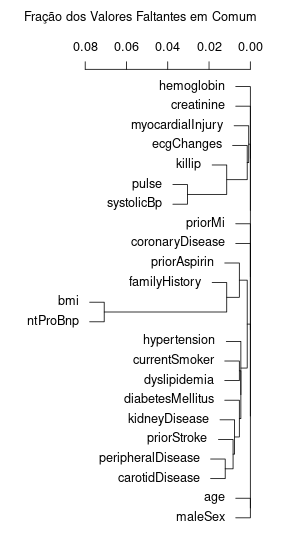 Fração dos Valores Faltantes em Comum
0.08 0.06 0.04 0.02 0.00
hemoglobin
creatinine
myocardialInjury
ecgChanges
killip
pulse
systolicBp
priorMi
coronaryDisease
priorAspirin
familyHistory
bmi
ntProBnp
hypertension
currentSmoker
dyslipidemia
diabetesMellitus
kidneyDisease
priorStroke
peripheralDisease
carotidDisease
age
maleSex